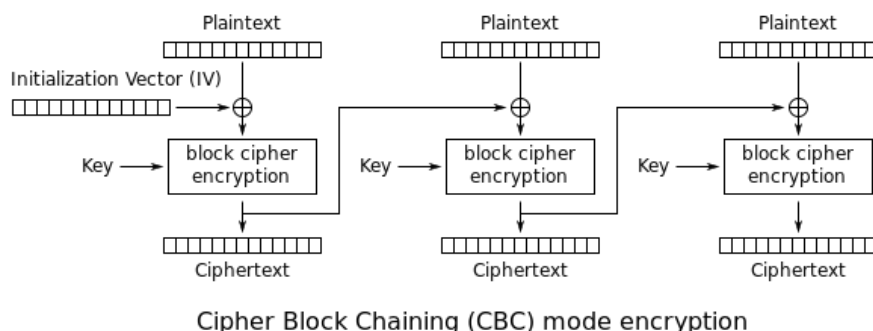 Plaintext
Plaintext
Plaintext
Initialization Vector (IV)
Key
block cipher
encryption
Key
block cipher
encryption
Key
block cipher
encryption
Ciphertext
Ciphertext
Ciphertext
Cipher Block Chaining (CBC) mode encryption